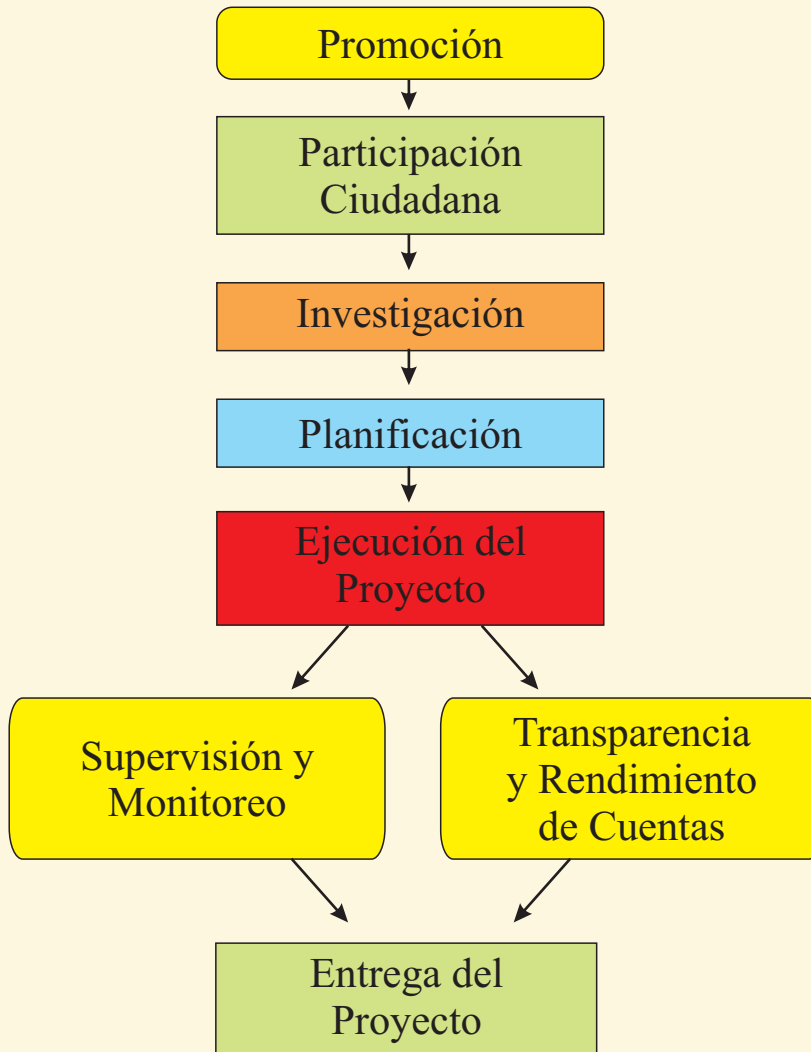 Promoción
Participación
Ciudadana
Investigación
Planificación
Ejecución del
Proyecto
Supervisión y
Monitoreo
Transparencia
y Rendimiento
de Cuentas
Entrega del
Proyecto